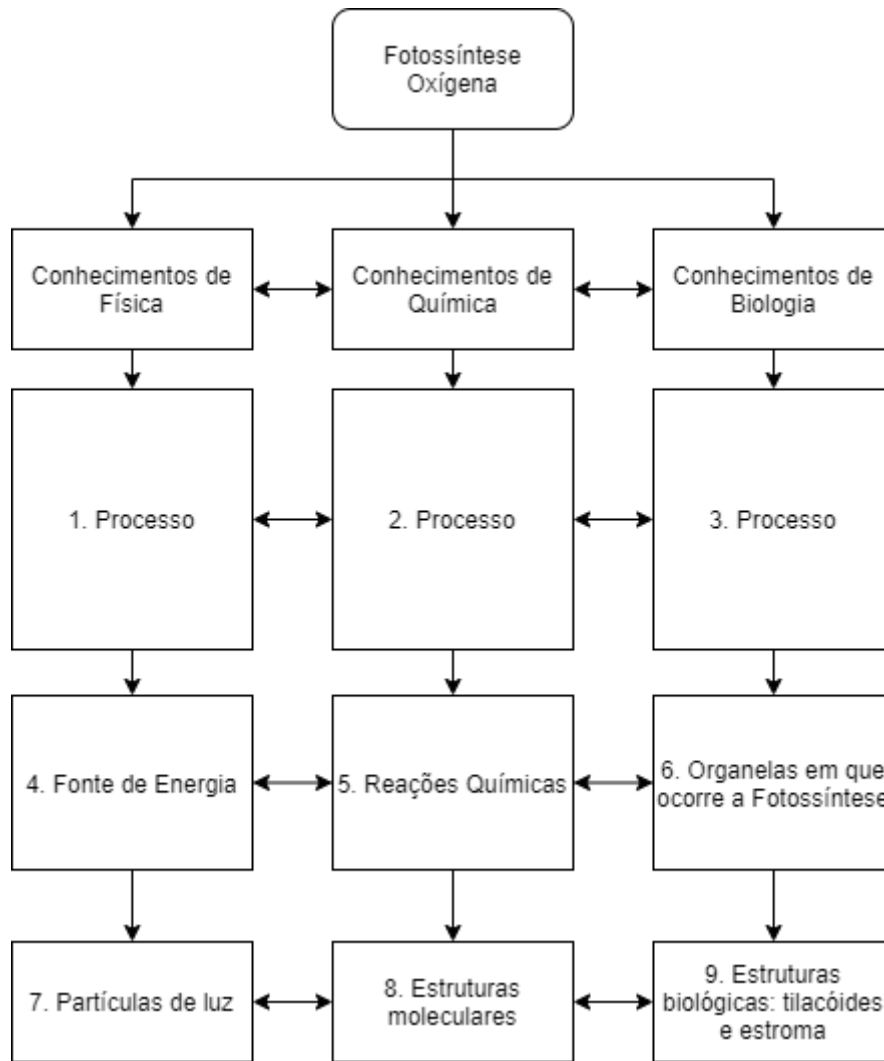 Fotossíntese
Oxígena
Conhecimentos de
Física
Conhecimentos de
Química
Conhecimentos de
Biologia
1. Processo
2. Processo
3. Processo
4. Fonte de Energia
5. Reações Químicas
6. Organelas em que
ocorre a Fotossíntese
7. Partículas de luz
8. Estruturas
moleculares
9. Estruturas
biológicas: tilacóides
e estroma